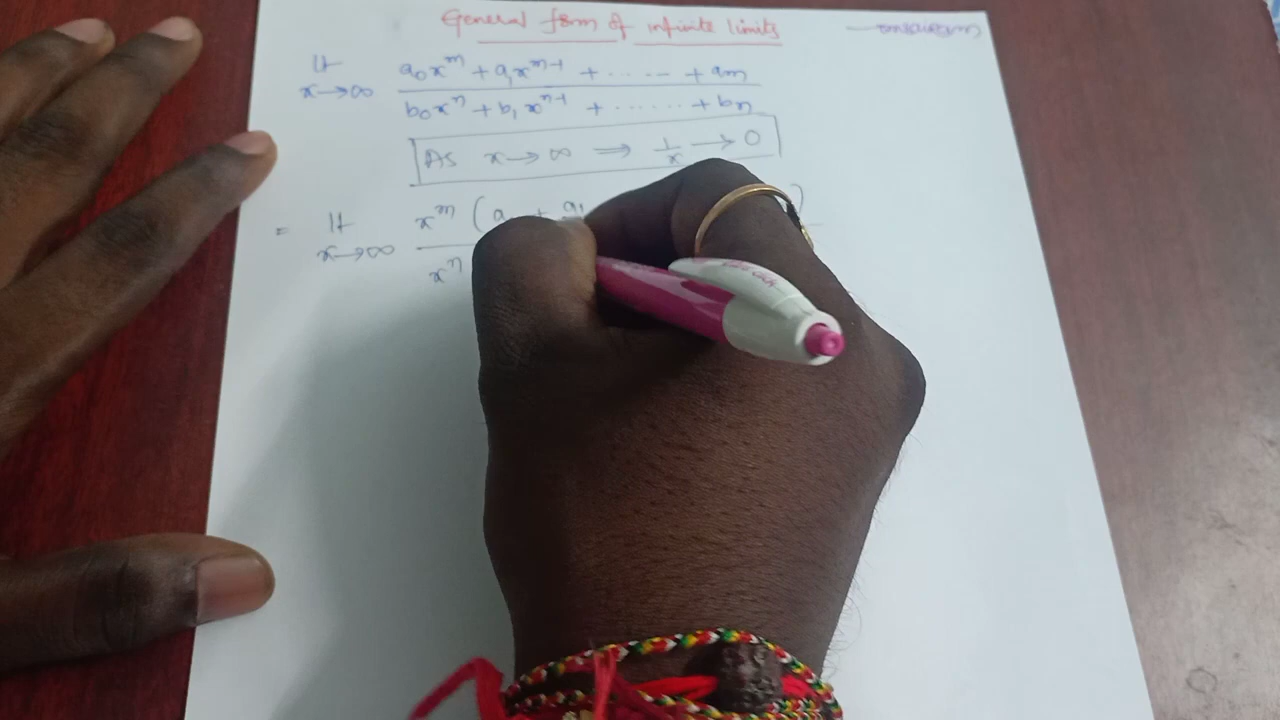 General form of infinite limits
lt x→∞ a₀xᵐ + a₁xᵐ⁻¹ + ...... + aₘ
b₀xⁿ + b₁xⁿ⁻¹ + ...... + bₙ
As x→∞ ⇒ 1/x → 0
= lt x→∞ xᵐ ( a₀ + a₁ )
xⁿ